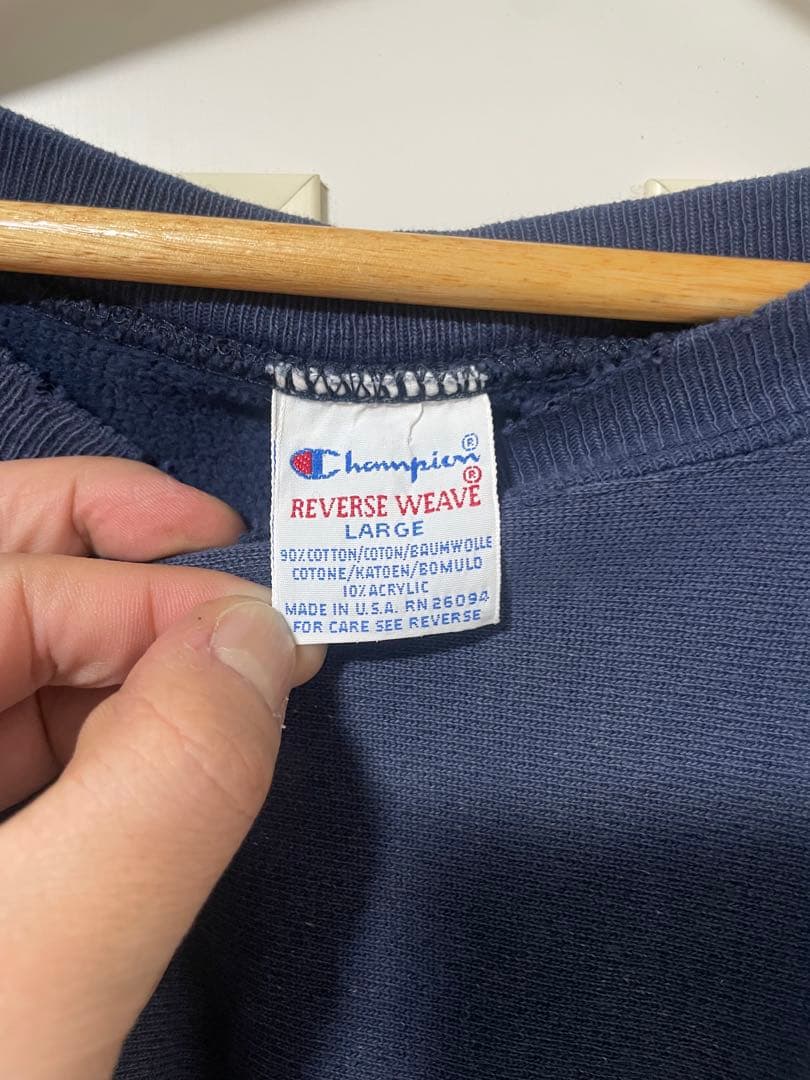 Champion®
REVERSE WEAVE®
LARGE
90%COTTON/COTON/BAUMWOLLE
COTONE/KATOEN/BOMULD
10%ACRYLIC
MADE IN U.S.A. RN 26094
FOR CARE SEE REVERSE